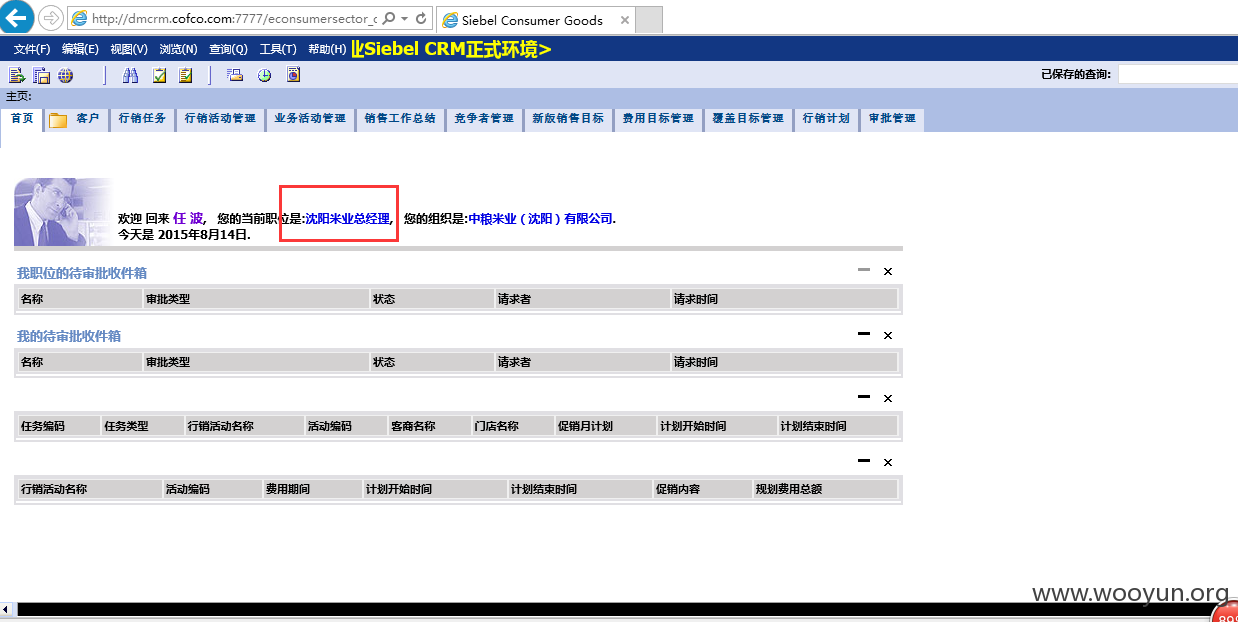 http://dmcrm.cofco.com:7777/econsumersector_c
Siebel Consumer Goods
文件(F) 编辑(E) 视图(V) 浏览(N) 查询(Q) 工具(T) 帮助(H) 业Siebel CRM正式环境>
已保存的查询:
主页:
首页 客户 行销任务 行销活动管理 业务活动管理 销售工作总结 竞争者管理 新版销售目标 费用目标管理 覆盖目标管理 行销计划 审批管理
欢迎 回来 任 波, 您的当前职位是:沈阳米业总经理, 您的组织是:中粮米业（沈阳）有限公司.
今天是 2015年8月14日.
我职位的待审批收件箱
名称 审批类型 状态 请求者 请求时间
我的待审批收件箱
名称 审批类型 状态 请求者 请求时间
任务编码 任务类型 行销活动名称 活动编码 客商名称 门店名称 促销月计划 计划开始时间 计划结束时间
行销活动名称 活动编码 费用期间 计划开始时间 计划结束时间 促销内容 规划费用总额
www.wooyun.org